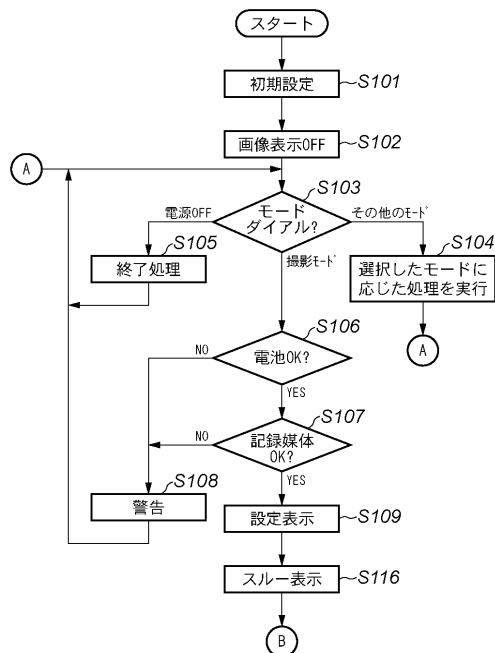 スタート
初期設定
S101
画像表示OFF
S102
A
S103
モード
ダイアル?
電源OFF
その他のモード
撮影モード
S105
終了処理
S104
選択したモードに
応じた処理を実行
A
S106
電池OK?
NO
YES
S107
記録媒体
OK?
NO
YES
S108
警告
設定表示
S109
スルー表示
S116
B